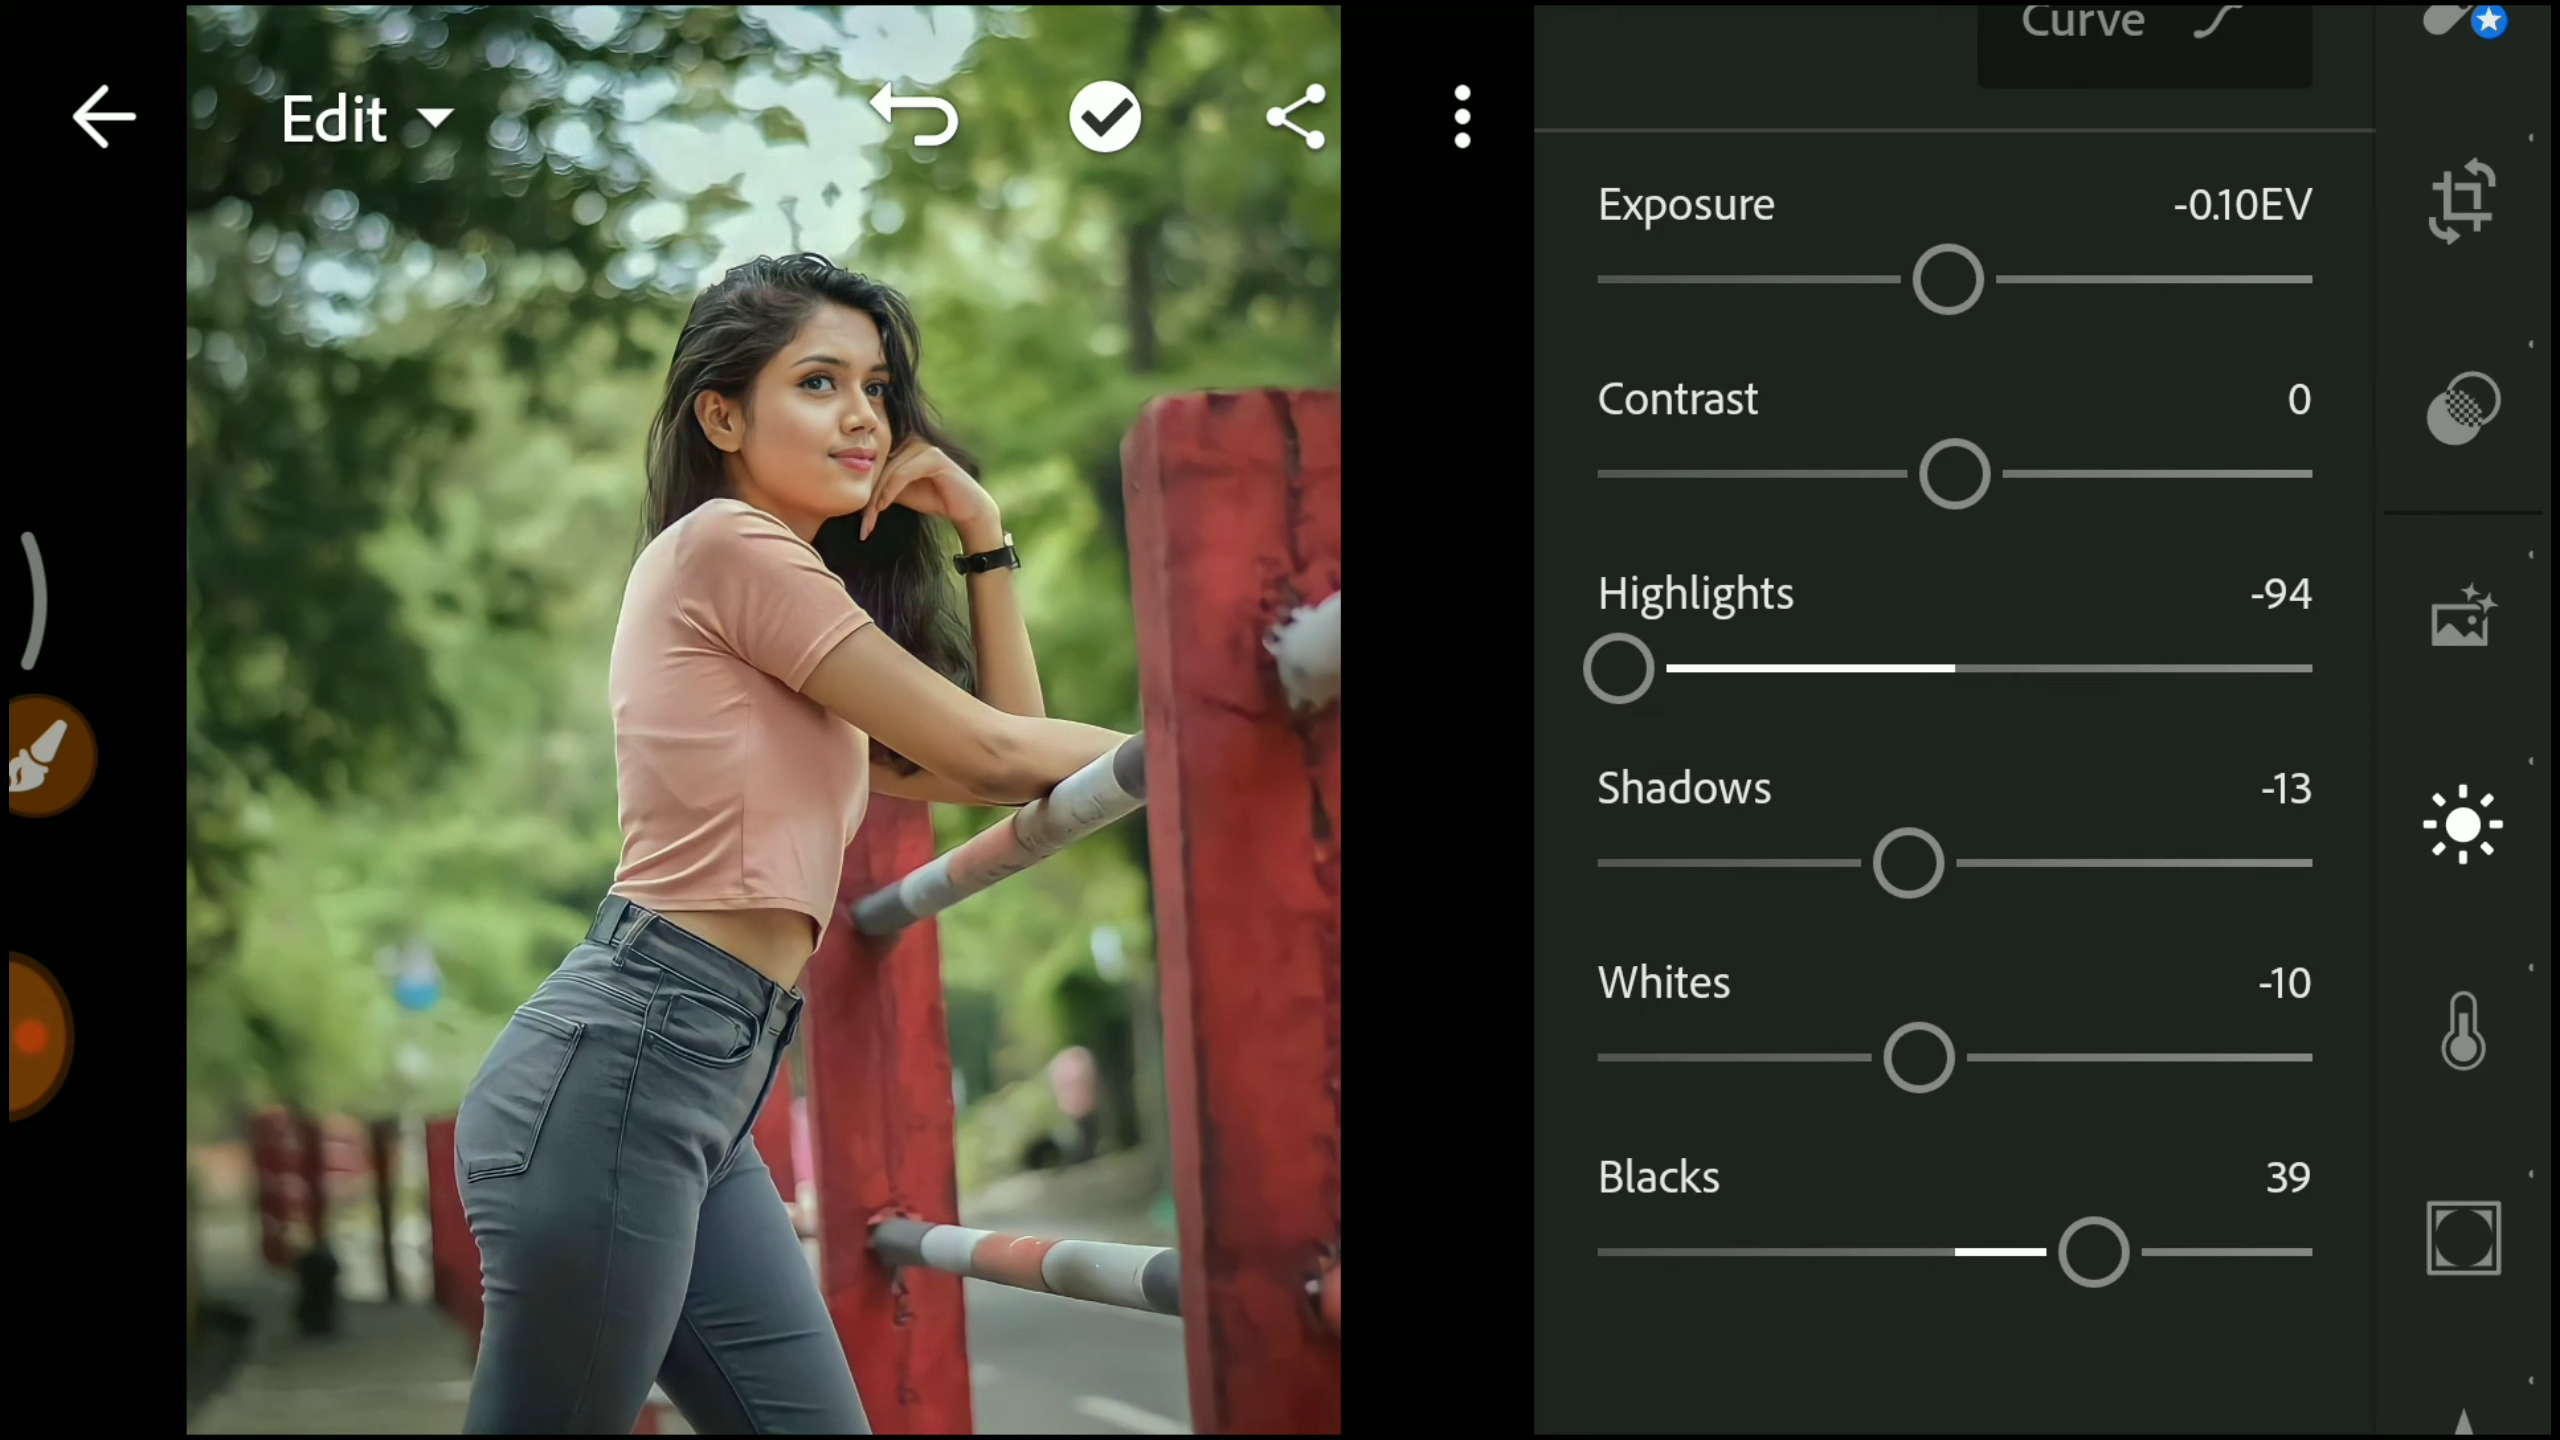 Edit
Curve
Exposure -0.10EV
Contrast 0
Highlights -94
Shadows -13
Whites -10
Blacks 39